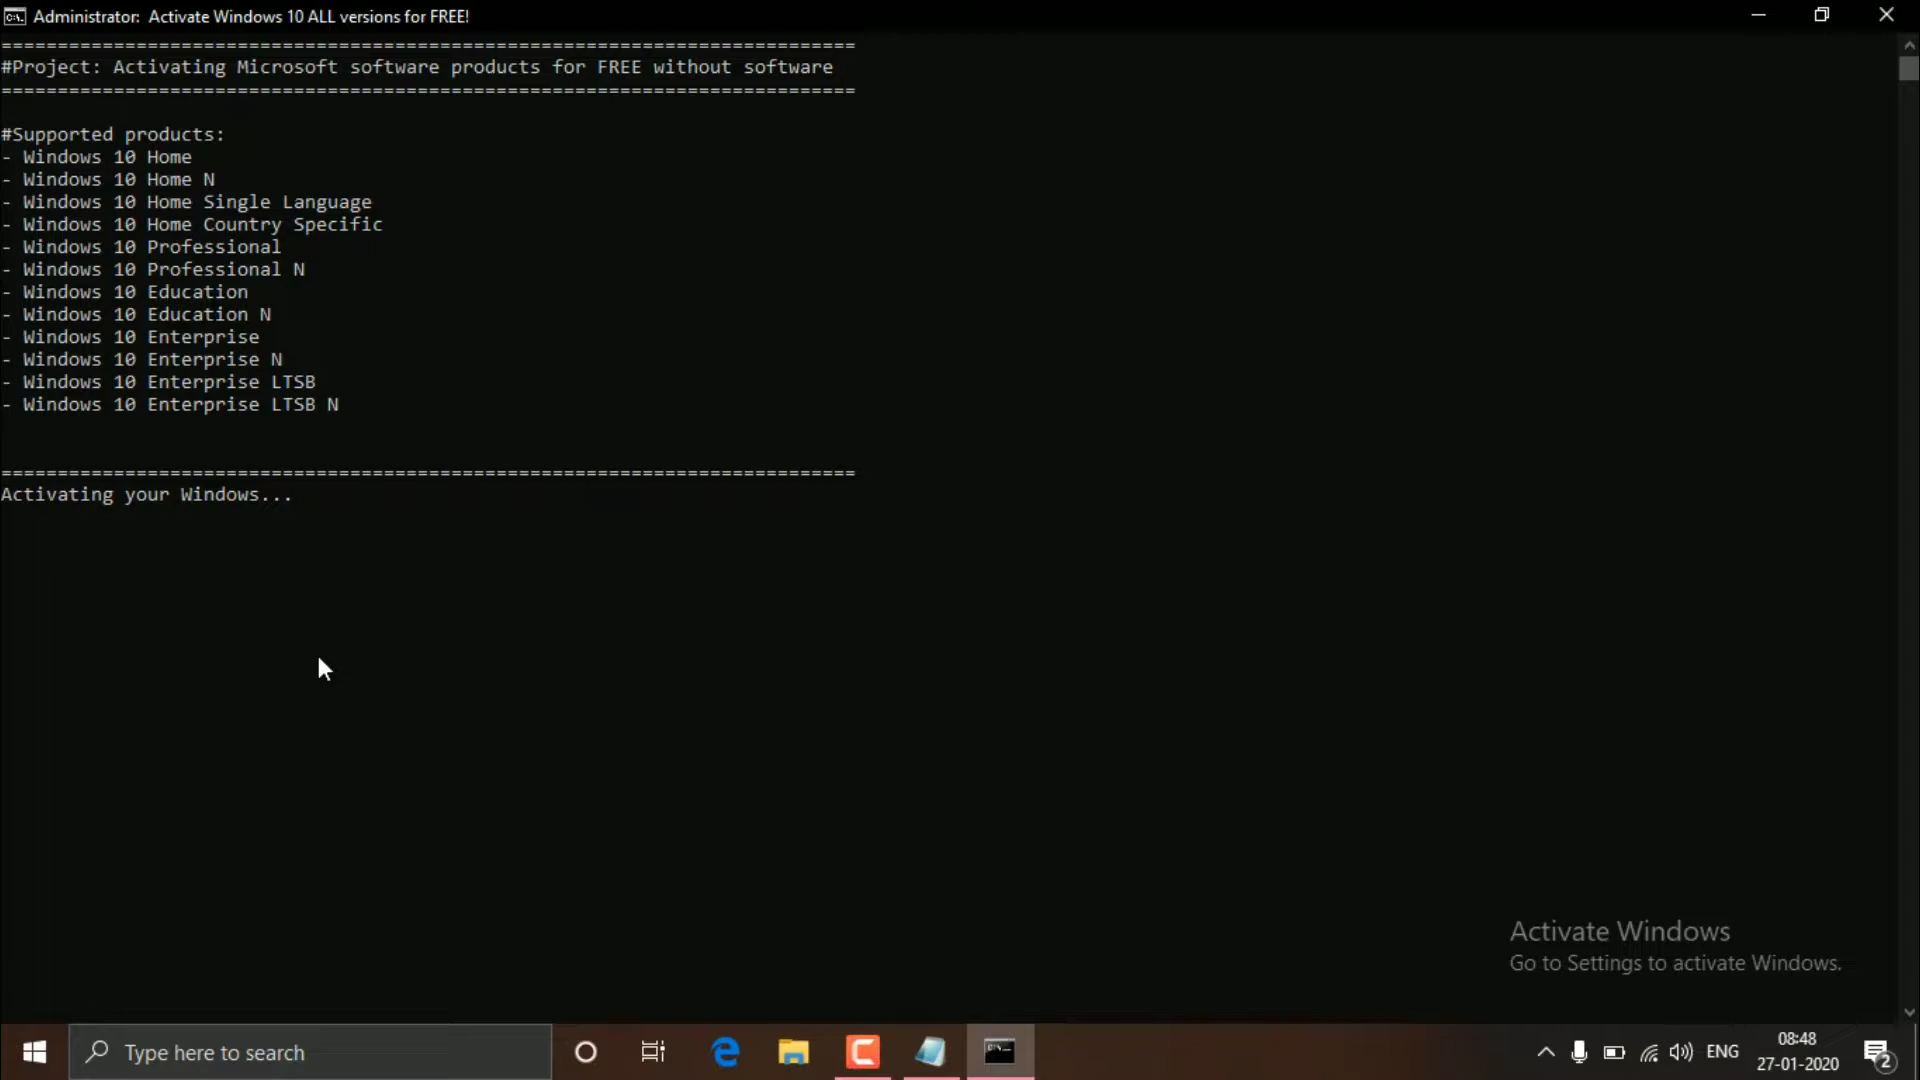 Administrator:  Activate Windows 10 ALL versions for FREE!
============================================================================
#Project: Activating Microsoft software products for FREE without software
============================================================================
#Supported products:
- Windows 10 Home
- Windows 10 Home N
- Windows 10 Home Single Language
- Windows 10 Home Country Specific
- Windows 10 Professional
- Windows 10 Professional N
- Windows 10 Education
- Windows 10 Education N
- Windows 10 Enterprise
- Windows 10 Enterprise N
- Windows 10 Enterprise LTSB
- Windows 10 Enterprise LTSB N
============================================================================
Activating your Windows...
Activate Windows
Go to Settings to activate Windows.
Type here to search
ENG
08:48
27-01-2020
2